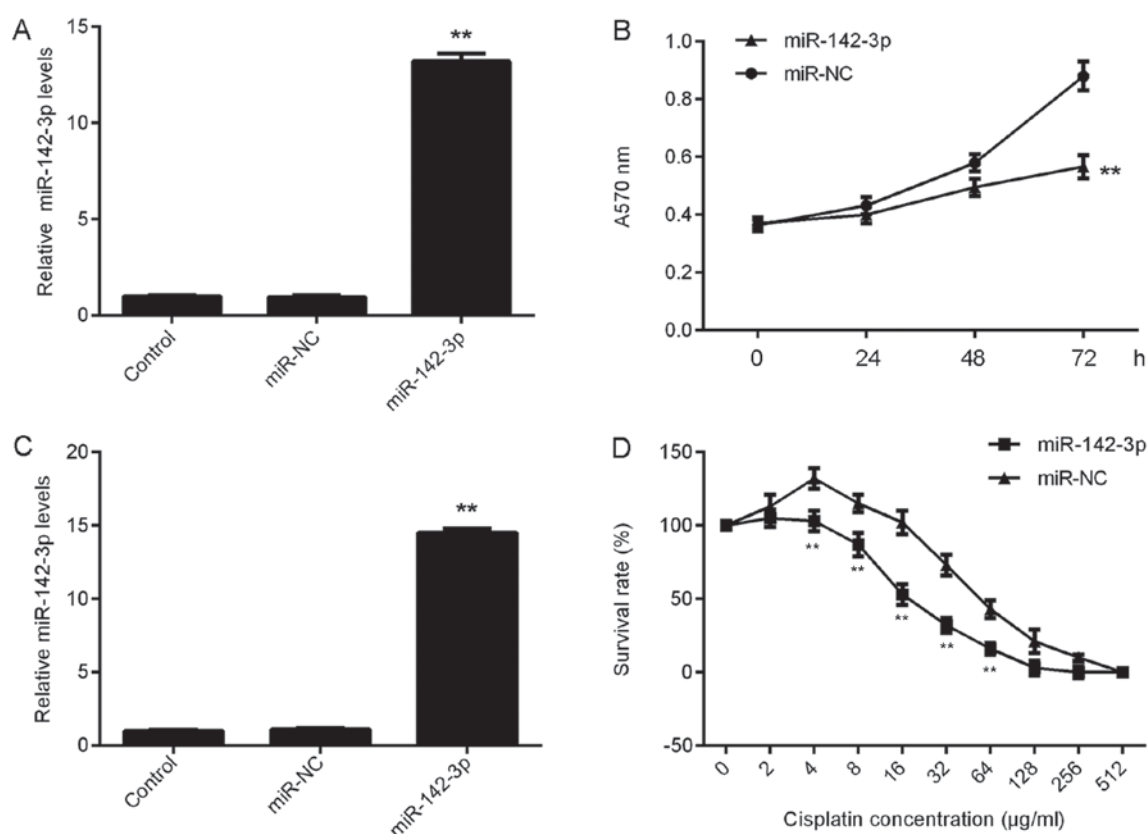 A
Relative miR-142-3p levels
15
10
5
0
**
Control
miR-NC
miR-142-3p
B
miR-142-3p
miR-NC
A570 nm
1.0
0.8
0.6
0.4
0.2
0.0
**
0 24 48 72 h
C
Relative miR-142-3p levels
20
15
10
5
0
**
Control
miR-NC
miR-142-3p
D
miR-142-3p
miR-NC
Survival rate (%)
150
100
50
0
-50
**
**
**
**
**
0 2 4 8 16 32 64 128 256 512
Cisplatin concentration (μg/ml)